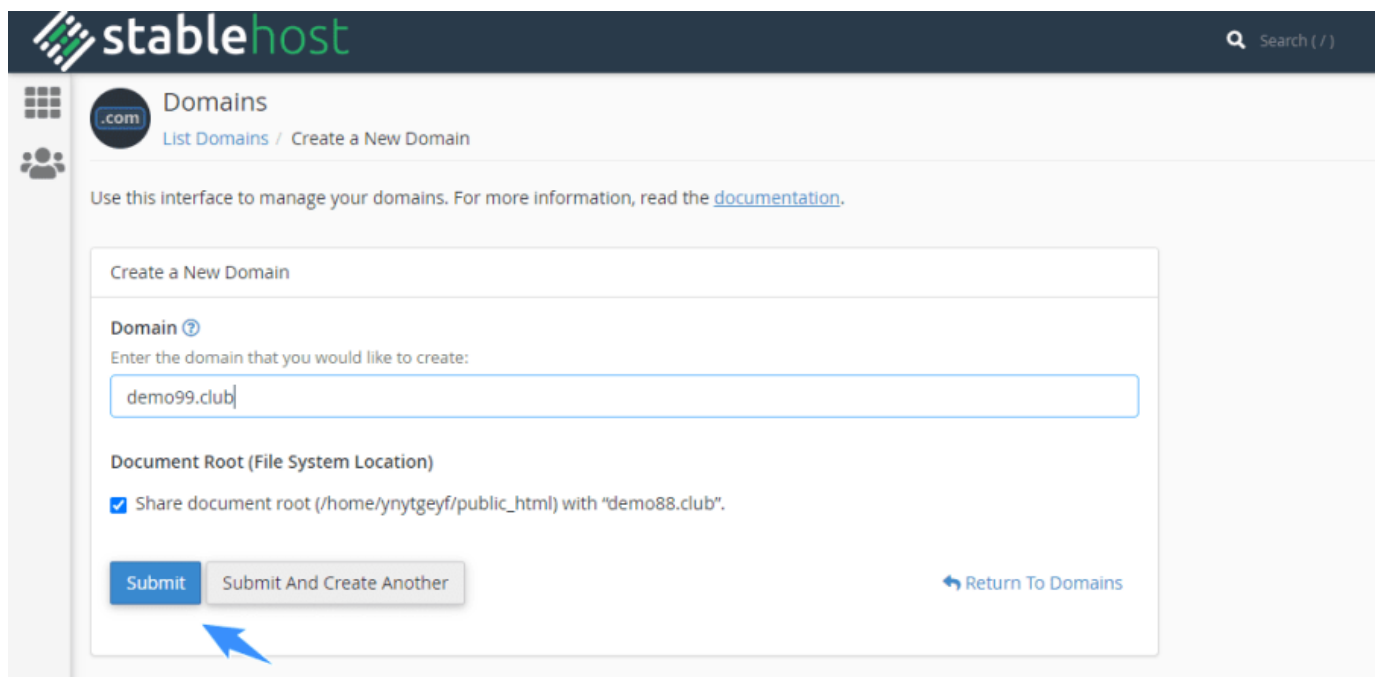 stablehost
Search ( / )
.com
Domains
List Domains / Create a New Domain
Use this interface to manage your domains. For more information, read the documentation.
Create a New Domain
Domain ?
Enter the domain that you would like to create:
demo99.club
Document Root (File System Location)
Share document root (/home/ynytgeyf/public_html) with “demo88.club”.
Submit Submit And Create Another Return To Domains